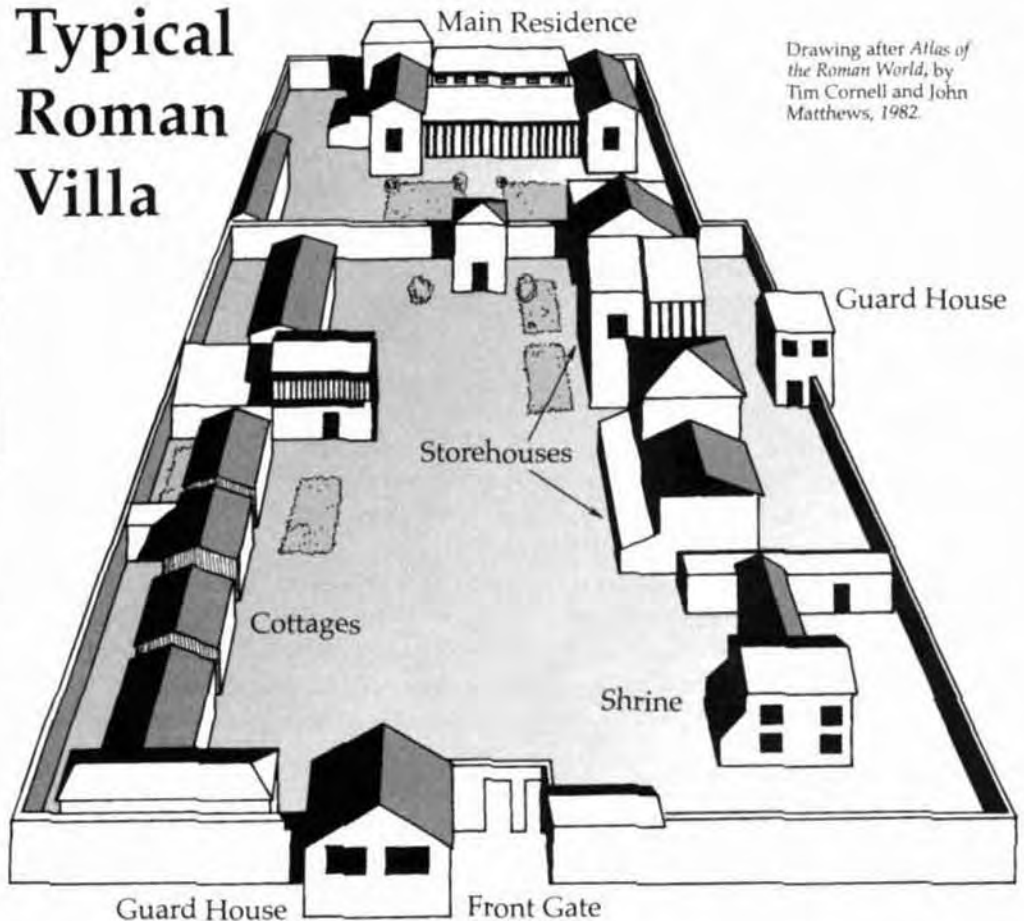 Typical
Roman
Villa
Main Residence
Drawing after Atlas of
the Roman World, by
Tim Cornell and John
Matthews, 1982.
Guard House
Storehouses
Cottages
Shrine
Guard House
Front Gate